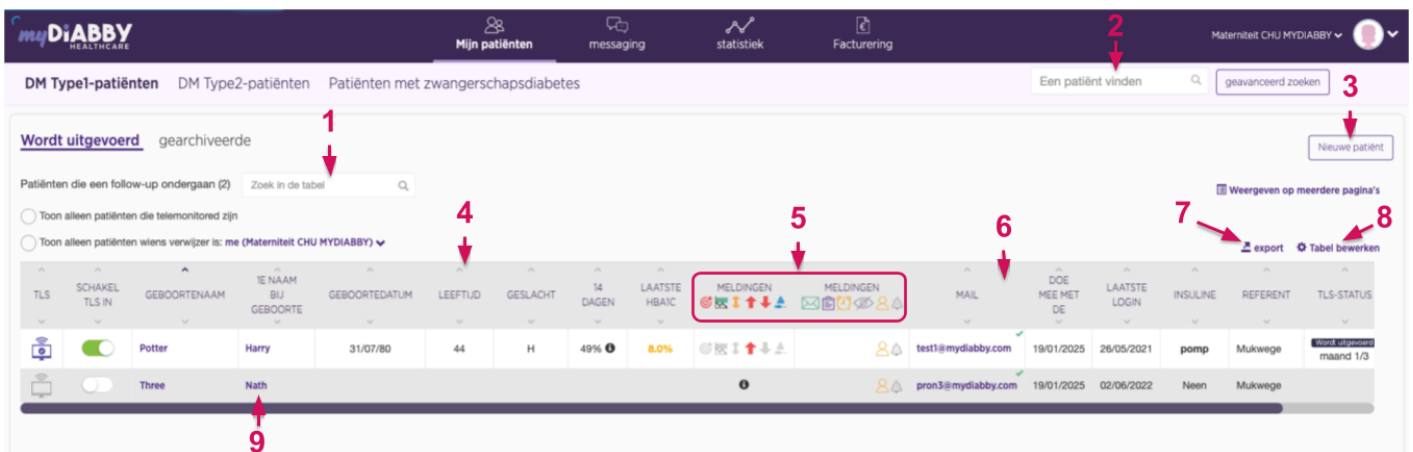 myDiABBY
HEALTHCARE
Mijn patiënten
messaging
statistiek
Facturering
2
Materniteit CHU MYDIABBY
DM Type1-patiënten DM Type2-patiënten Patiënten met zwangerschapsdiabetes
Een patiënt vinden
geavanceerd zoeken
3
Wordt uitgevoerd gearchiveerde
1
Nieuwe patiënt
Patiënten die een follow-up ondergaan (2)
Zoek in de tabel
Weergeven op meerdere pagina's
Toon alleen patiënten die telemonitored zijn
4
5
6
7
8
Toon alleen patiënten wiens verwijzer is: me (Materniteit CHU MYDIABBY)
export
Tabel bewerken
TLS
SCHAKEL
TLS IN
GEBOORTENAAM
1E NAAM
BIJ
GEBOORTE
GEBOORTEDATUM
LEEFTIJD
GESLACHT
14
DAGEN
LAATSTE
HBA1C
MELDINGEN
MELDINGEN
MAIL
DOE
MEE MET
DE
LAATSTE
LOGIN
INSULINE
REFERENT
TLS-STATUS
Potter Harry 31/07/80 44 H 49% 8.0% test1@mydiabby.com 19/01/2025 26/05/2021 pomp Mukwege Wordt uitgevoerd
maand 1/3
Three Nath pron3@mydiabby.com 19/01/2025 02/06/2022 Neen Mukwege
9